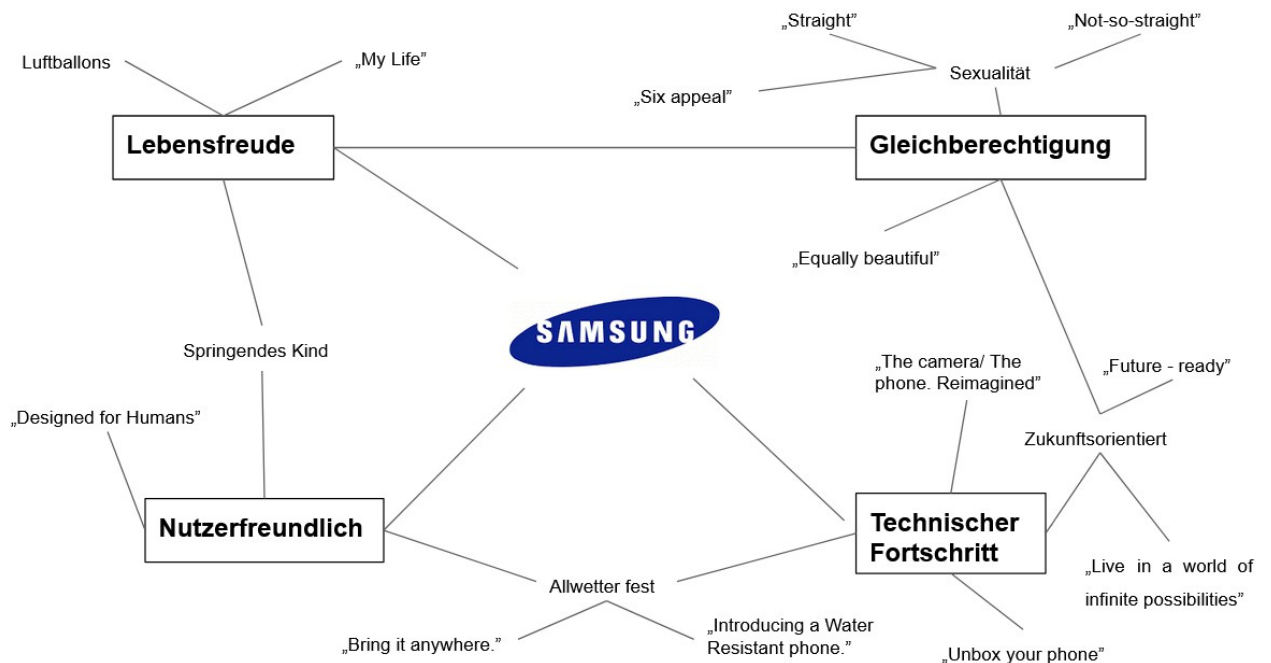 „Straight”
„Not-so-straight”
Luftballons
„My Life”
Sexualität
„Six appeal”
Lebensfreude
Gleichberechtigung
„Equally beautiful”
SAMSUNG
Springendes Kind
„The camera/ The
phone. Reimagined”
„Future - ready”
„Designed for Humans”
Zukunftsorientiert
Nutzerfreundlich
Technischer
Fortschritt
Allwetter fest
„Live in a world of
infinite possibilities”
„Bring it anywhere.”
„Introducing a Water
Resistant phone.”
„Unbox your phone”